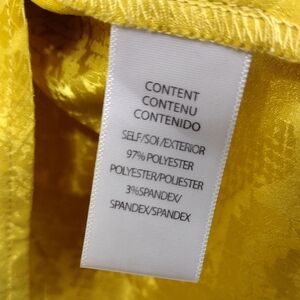 CONTENT
CONTENU
CONTENIDO
SELF/SOI/EXTERIOR
97% POLYESTER
POLYESTER/POLIESTER
3%SPANDEX/
SPANDEX/SPANDEX